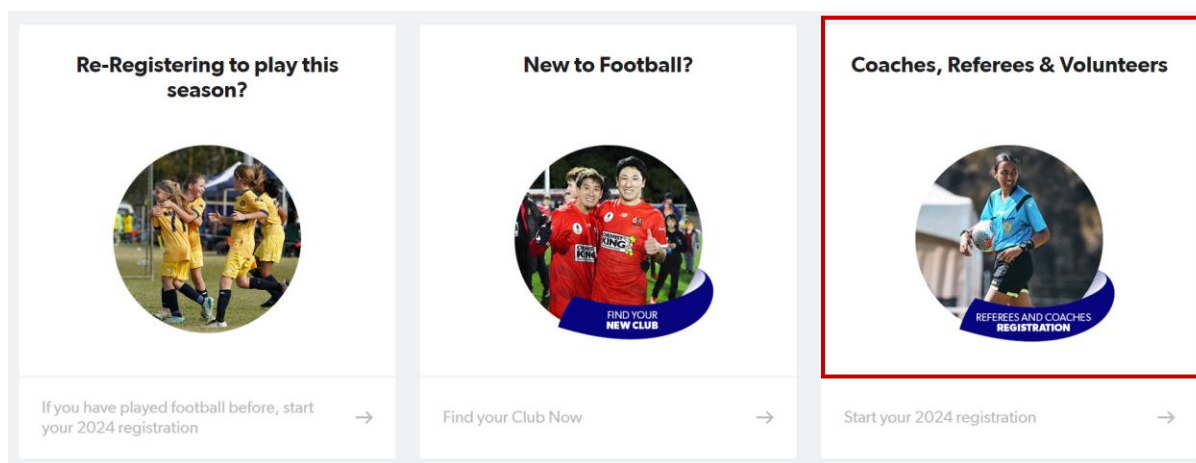 Re-Registering to play this
season?
If you have played football before, start
your 2024 registration
New to Football?
CHEMIST
KING
FIND YOUR
NEW CLUB
Find your Club Now
Coaches, Referees & Volunteers
REFEREES AND COACHES
REGISTRATION
Start your 2024 registration